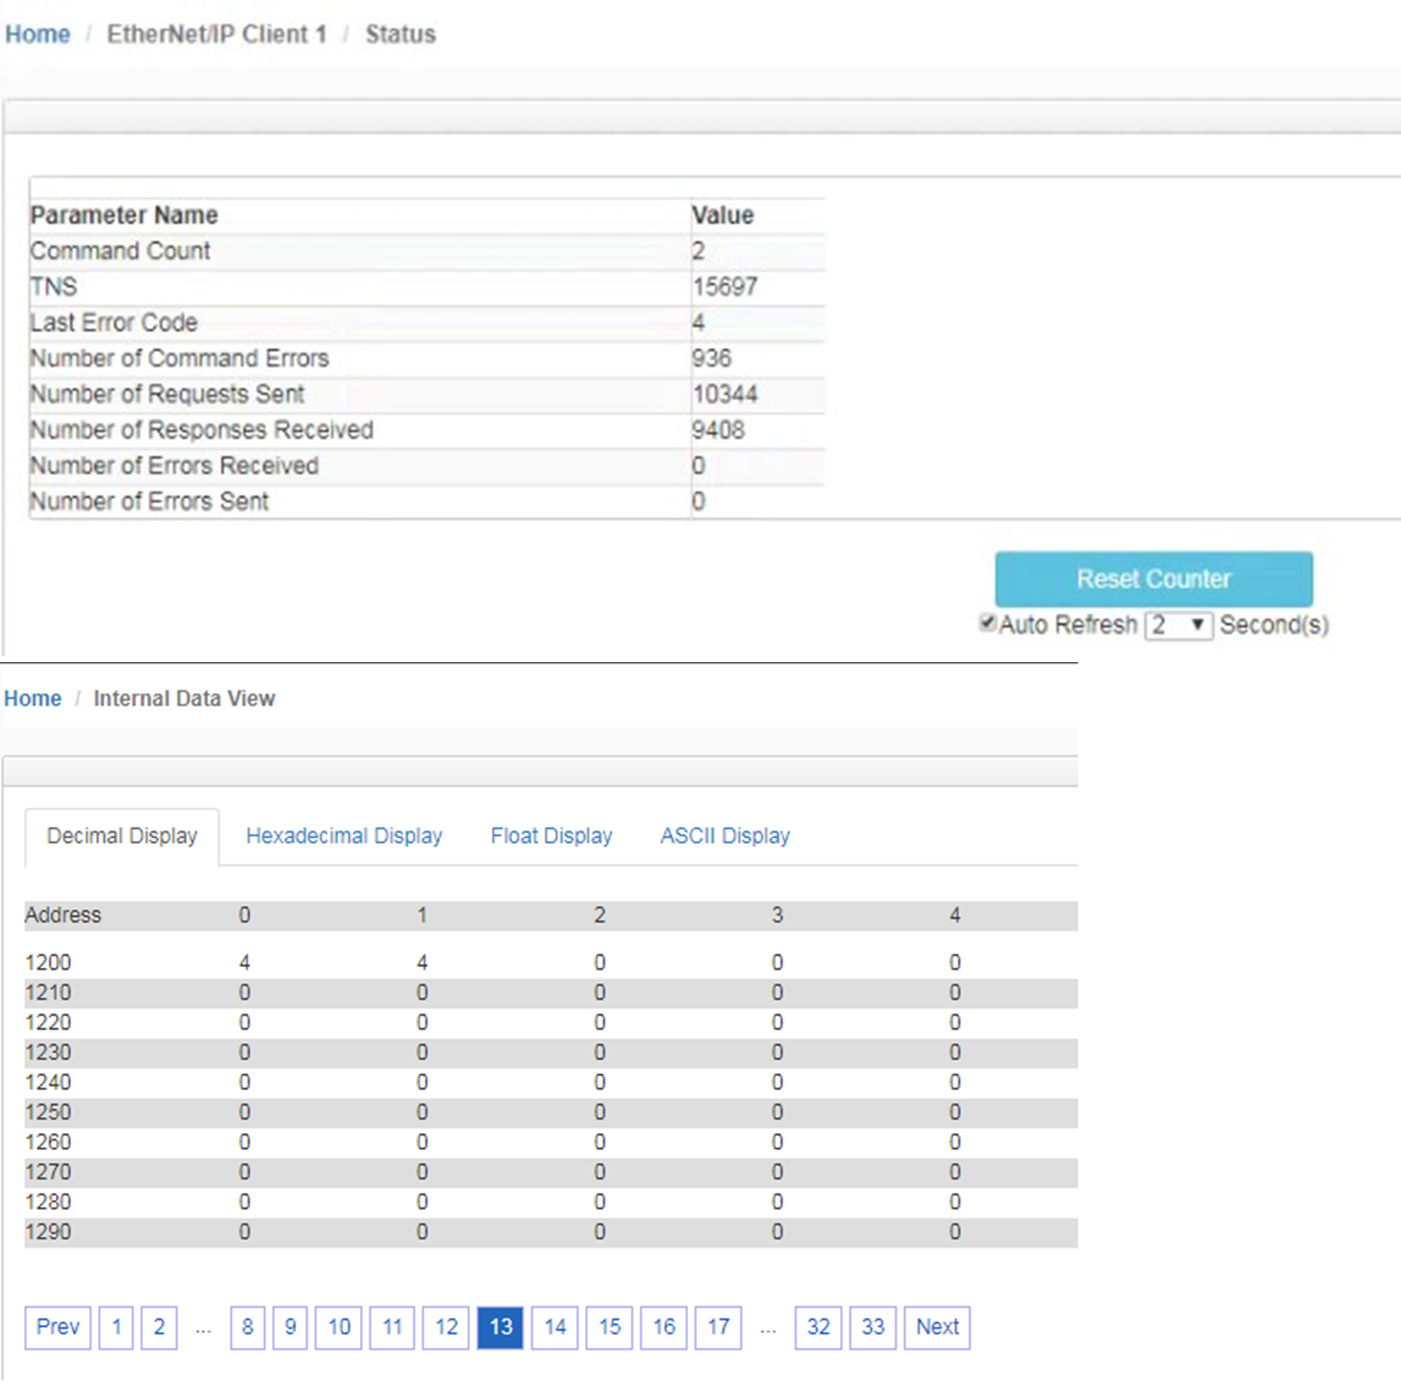 Home / EtherNet/IP Client 1 / Status
Parameter Name Value
Command Count 2
TNS 15697
Last Error Code 4
Number of Command Errors 936
Number of Requests Sent 10344
Number of Responses Received 9408
Number of Errors Received 0
Number of Errors Sent 0
Reset Counter
Auto Refresh 2 Second(s)
Home / Internal Data View
Decimal Display Hexadecimal Display Float Display ASCII Display
Address 0 1 2 3 4
1200 4 4 0 0 0
1210 0 0 0 0 0
1220 0 0 0 0 0
1230 0 0 0 0 0
1240 0 0 0 0 0
1250 0 0 0 0 0
1260 0 0 0 0 0
1270 0 0 0 0 0
1280 0 0 0 0 0
1290 0 0 0 0 0
Prev 1 2 ... 8 9 10 11 12 13 14 15 16 17 ... 32 33 Next